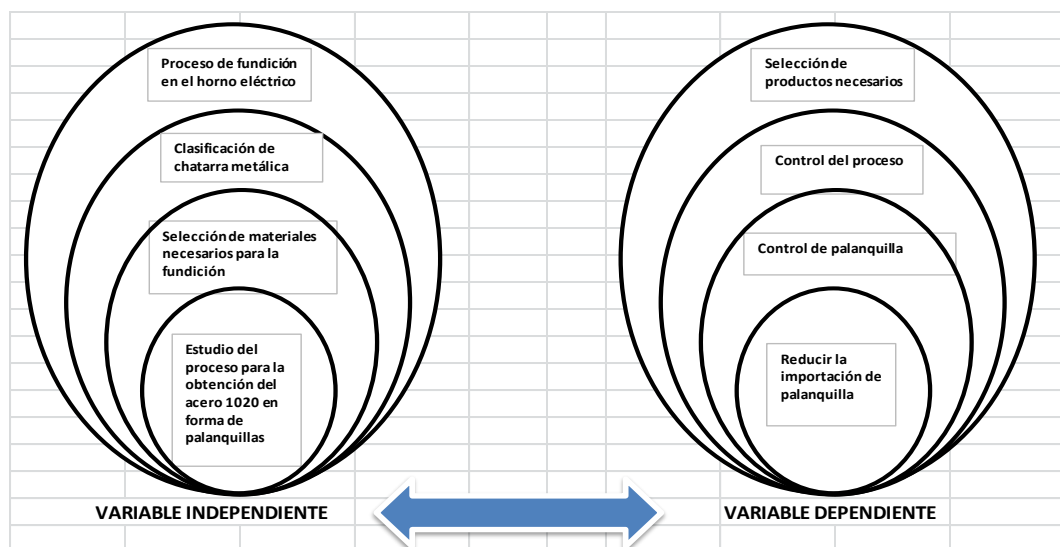 Proceso de fundición
en el horno eléctrico
Clasificación de
chatarra metálica
Selección de materiales
necesarios para la
fundición
Estudio del
proceso para la
obtención del
acero 1020 en
forma de
palanquillas
VARIABLE INDEPENDIENTE
Selección de
productos necesarios
Control del proceso
Control de palanquilla
Reducir la
importación de
palanquilla
VARIABLE DEPENDIENTE